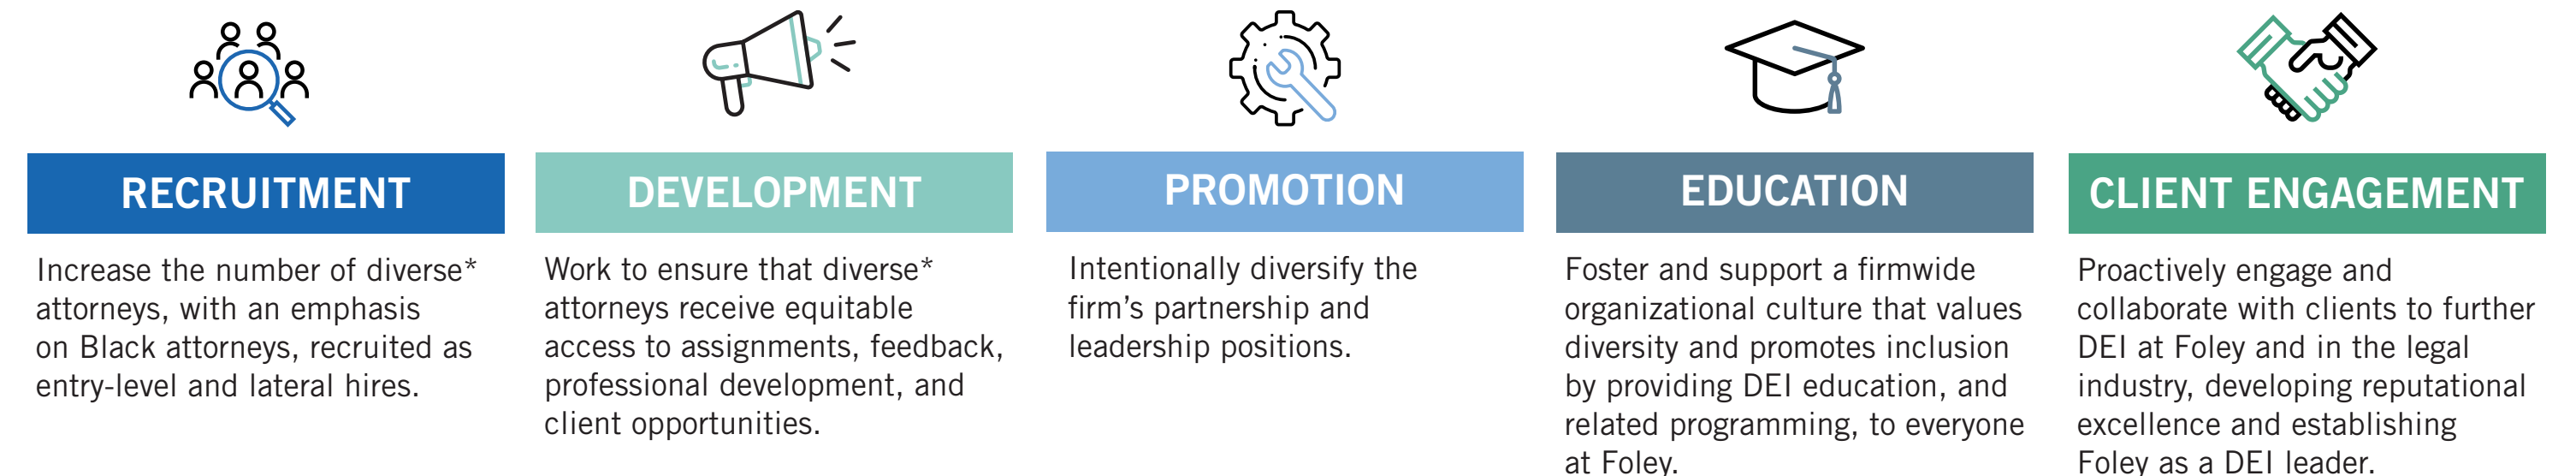 RECRUITMENT
Increase the number of diverse*
attorneys, with an emphasis
on Black attorneys, recruited as
entry-level and lateral hires.
DEVELOPMENT
Work to ensure that diverse*
attorneys receive equitable
access to assignments, feedback,
professional development, and
client opportunities.
PROMOTION
Intentionally diversify the
firm’s partnership and
leadership positions.
EDUCATION
Foster and support a firmwide
organizational culture that values
diversity and promotes inclusion
by providing DEI education, and
related programming, to everyone
at Foley.
CLIENT ENGAGEMENT
Proactively engage and
collaborate with clients to further
DEI at Foley and in the legal
industry, developing reputational
excellence and establishing
Foley as a DEI leader.